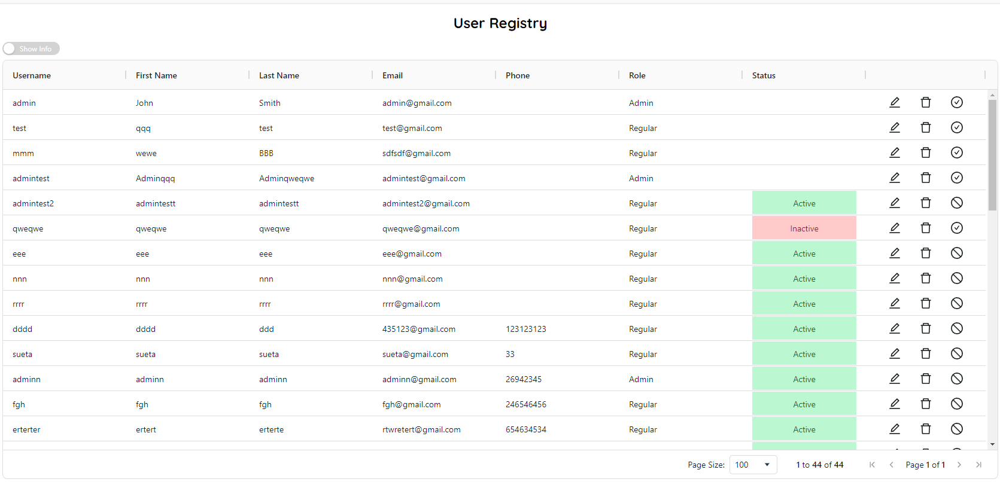 User Registry
Show Info
Username First Name Last Name Email Phone Role Status
admin John Smith admin@gmail.com Admin
test qqq test test@gmail.com Regular
mmm wewe BBB sdfsdf@gmail.com Regular
admintest Adminqqq Adminqweqwe admintest@gmail.com Admin
admintest2 admintestt admintestt admintest2@gmail.com Regular Active
qweqwe qweqwe qweqwe qweqwe@gmail.com Regular Inactive
eee eee eee eee@gmail.com Regular Active
nnn nnn nnn nnn@gmail.com Regular Active
rrrr rrrr rrrr rrrr@gmail.com Regular Active
dddd dddd ddd 435123@gmail.com 123123123 Regular Active
sueta sueta sueta sueta@gmail.com 33 Regular Active
adminn adminn adminn adminn@gmail.com 26942345 Admin Active
fgh fgh fgh fgh@gmail.com 246546456 Regular Active
erterter ertert erterte rtwretert@gmail.com 654634534 Regular Active
Page Size: 100 1 to 44 of 44 Page 1 of 1